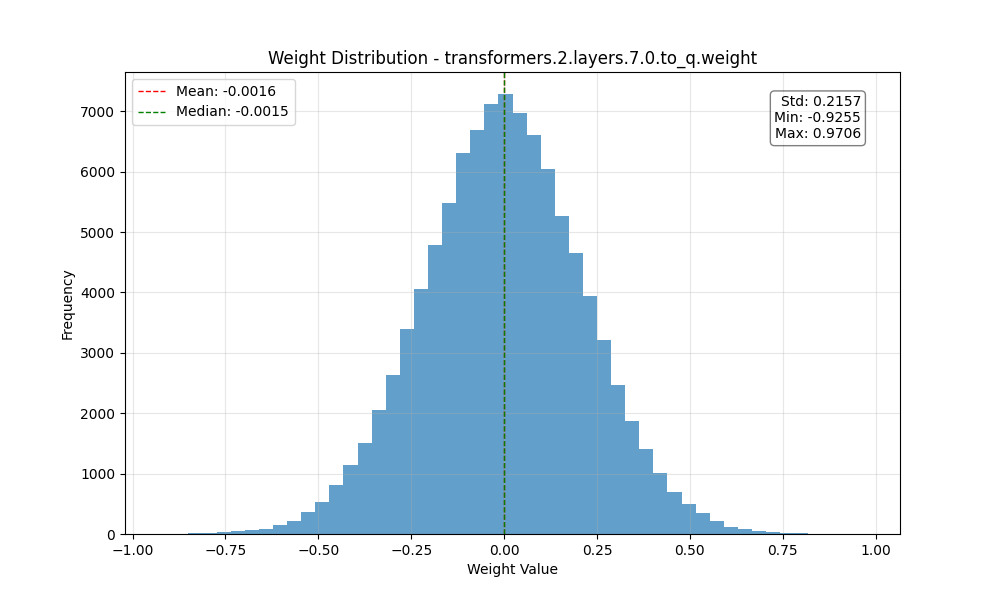 Weight Distribution - transformers.2.layers.7.0.to_q.weight
Mean: -0.0016
Median: -0.0015
Std: 0.2157
Min: -0.9255
Max: 0.9706
Frequency
7000
6000
5000
4000
3000
2000
1000
0
−1.00 −0.75 −0.50 −0.25 0.00 0.25 0.50 0.75 1.00
Weight Value